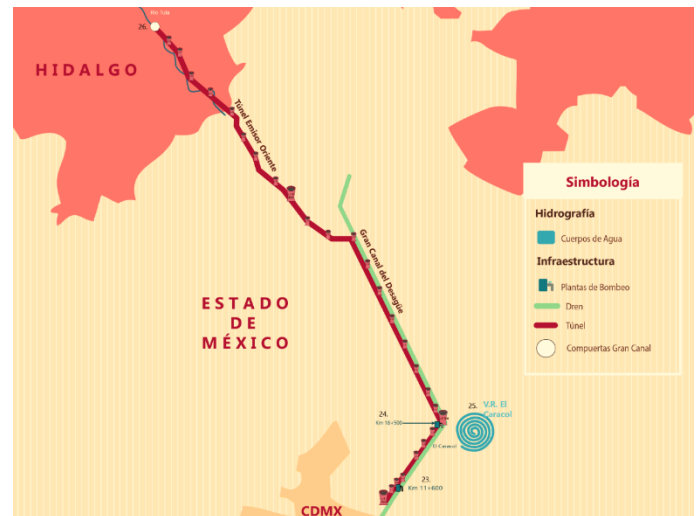 26.
HIDALGO
Túnel Emisor Oriente
Gran Canal del Desagüe
ESTADO
DE
MÉXICO
Simbología
Hidrografía
Cuerpos de Agua
Infraestructura
Plantas de Bombeo
Dren
Túnel
Compuertas Gran Canal
25. V.R. El
Caracol
24.
Km 18+500
El Caracol
23.
Km 11+600
CDMX